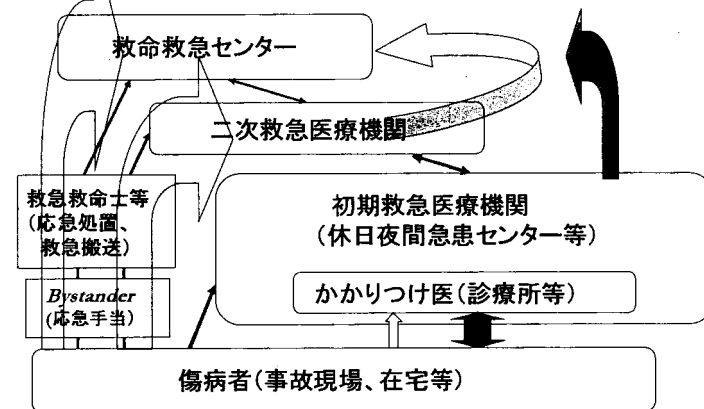 救命救急センター
二次救急医療機関
救急救命士等
(応急処置、
救急搬送)
初期救急医療機関
(休日夜間急患センター等)
かかりつけ医(診療所等)
Bystander
(応急手当)
傷病者(事故現場、在宅等)